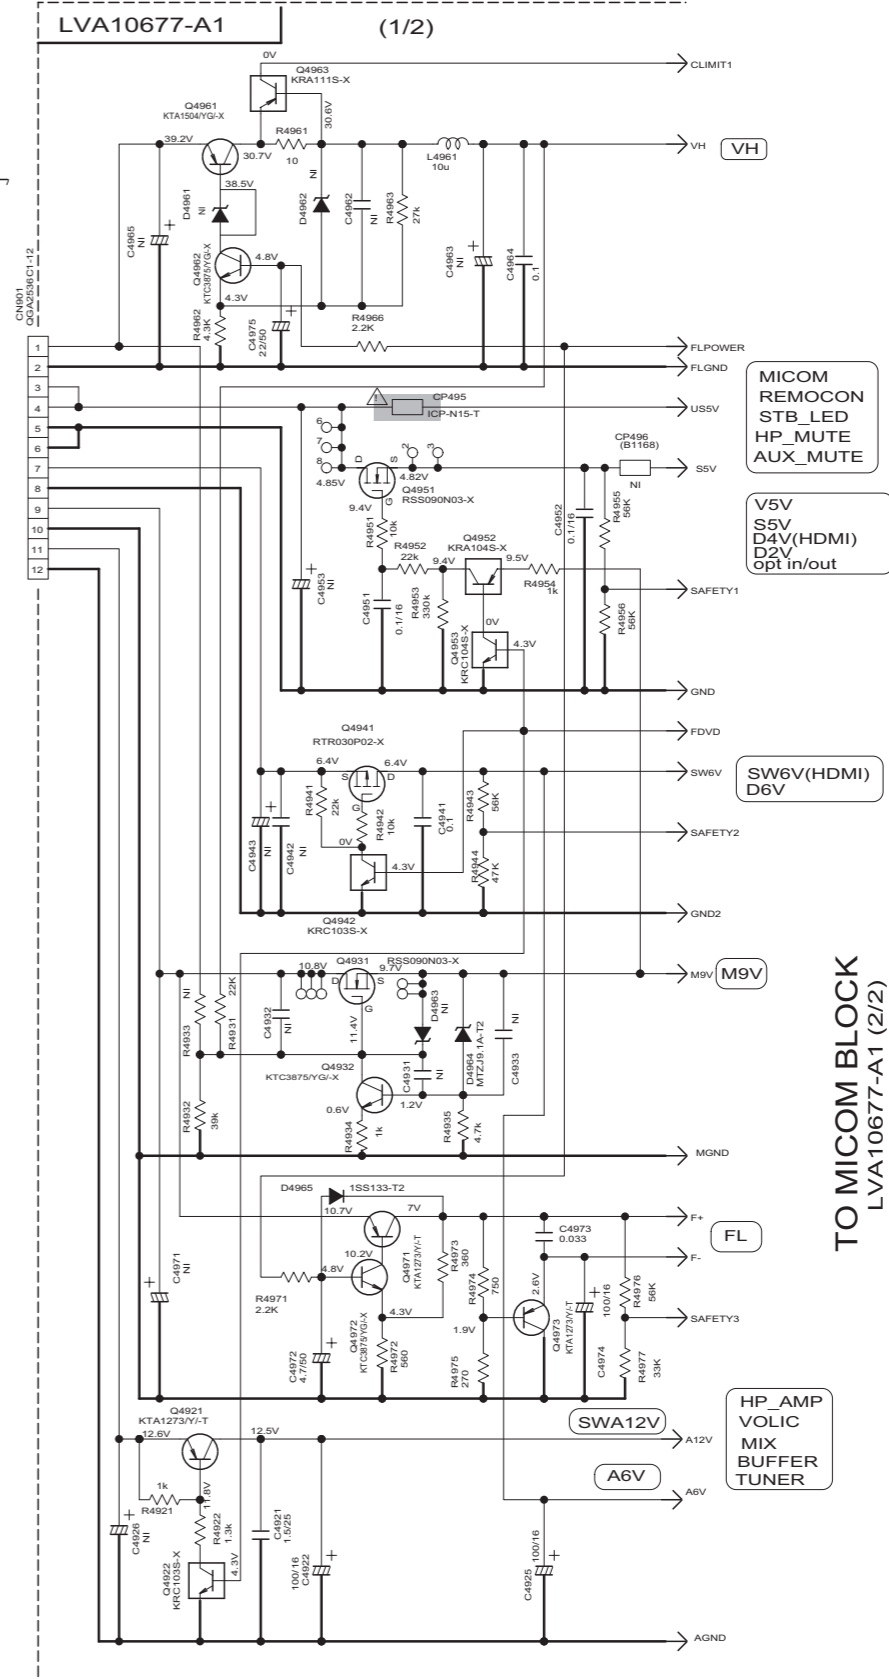 LVA10677-A1
(1/2)
0V
Q4963
KRA111S-X
CLIMIT1
Q4961
KTA1504/YG/-X
39.2V
30.7V
R4961
10
30.6V
L4961
10u
VH
VH
38.5V
D4961
NI
D4962
NI
C4962
NI
R4963
27k
C4965
NI
Q4962
KTC3875/YG/-X
4.8V
4.3V
C4963
NI
C4964
0.1
CN901
QGA2536C1-12
R4962
4.3K
C4975
22/50
R4966
2.2K
1
2
3
4
5
6
7
8
9
10
11
12
FLPOWER
FLGND
CP495
ICP-N15-T
US5V
MICOM
REMOCON
STB_LED
HP_MUTE
AUX_MUTE
6
7
8
4.85V
D
S
G
2
3
4.82V
Q4951
RSS090N03-X
CP496
(B1168)
NI
S5V
9.4V
R4951
10k
R4952
22k
Q4952
KRA104S-X
9.4V
9.5V
R4954
1k
C4952
0.1/16
R4955
56K
V5V
S5V
D4V(HDMI)
D2V
opt in/out
C4953
NI
C4951
0.1/16
R4953
330k
0V
Q4953
KRC104S-X
4.3V
R4956
56K
SAFETY1
GND
Q4941
RTR030P02-X
FDVD
6.4V
S
D
G
6.4V
SW6V
SW6V(HDMI)
D6V
R4941
22k
R4942
10k
C4941
0.1
R4943
56K
C4943
NI
C4942
NI
0V
4.3V
R4944
47K
SAFETY2
Q4942
KRC103S-X
GND2
10.8V
Q4931
RSS090N03-X
D
S
G
9.7V
M9V
M9V
R4933
NI
R4931
22K
C4932
NI
11.4V
D4963
NI
D4964
MTZJ9.1A-T2
C4933
NI
Q4932
KTC3875/YG/-X
C4931
NI
0.6V
1.2V
R4932
39k
R4934
1k
R4935
4.7k
MGND
TO MICOM BLOCK
LVA10677-A1 (2/2)
D4965
1SS133-T2
10.7V
7V
F+
FL
C4973
0.033
F-
C4971
NI
10.2V
4.8V
Q4971
KTA1273/Y/-T
R4973
360
R4974
750
2.6V
R4976
56K
100/16
C4974
R4971
2.2K
4.3V
1.9V
Q4973
KTA1273/Y/-T
SAFETY3
C4972
4.7/50
Q4972
KTC3875/YG/-X
R4972
560
R4975
270
R4977
33K
Q4921
KTA1273/Y/-T
12.6V
12.5V
SWA12V
A12V
HP_AMP
VOLIC
MIX
BUFFER
TUNER
A6V
A6V
1k
R4921
11.8V
R4922
1.3k
C4926
NI
C4921
1.5/25
100/16
C4922
100/16
C4925
Q4922
KRC103S-X
4.3V
AGND